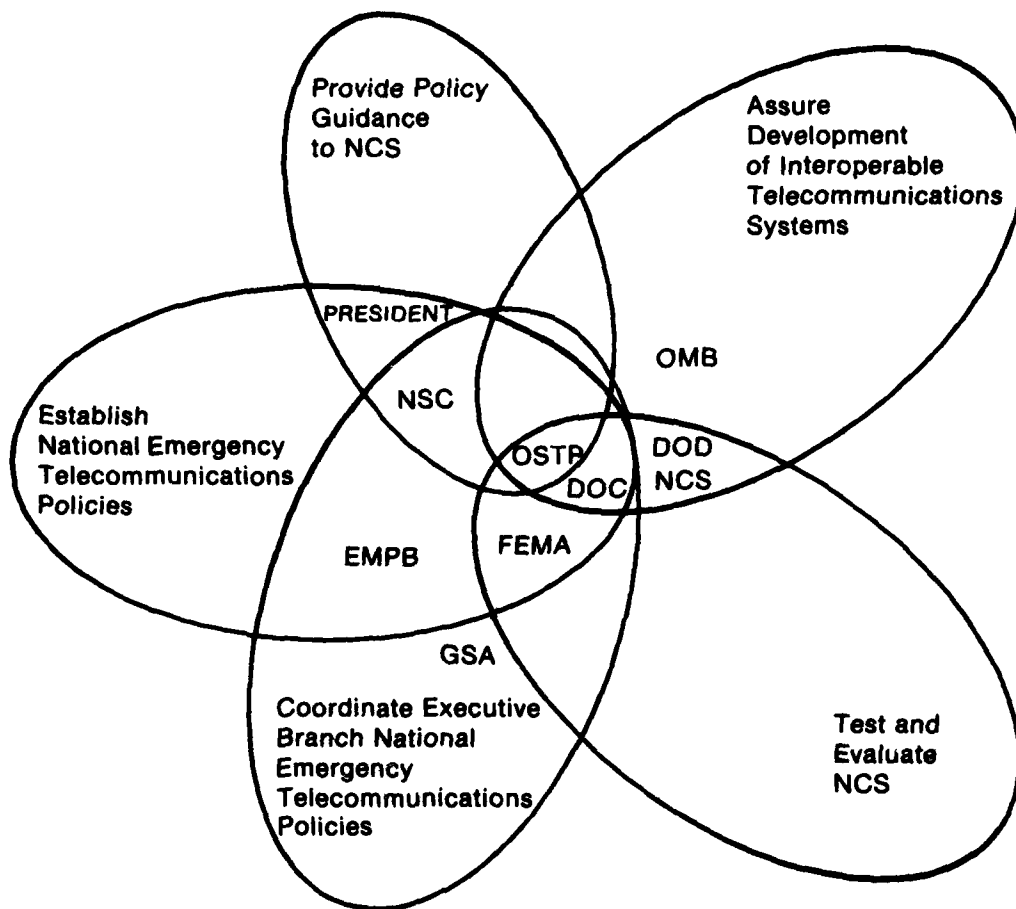 Provide Policy
Guidance
to NCS
Assure
Development
of Interoperable
Telecommunications
Systems
PRESIDENT
OMB
NSC
Establish
National Emergency
Telecommunications
Policies
OSTP
DOD
DOC
NCS
EMPB
FEMA
GSA
Coordinate Executive
Branch National
Emergency
Telecommunications
Policies
Test and
Evaluate
NCS